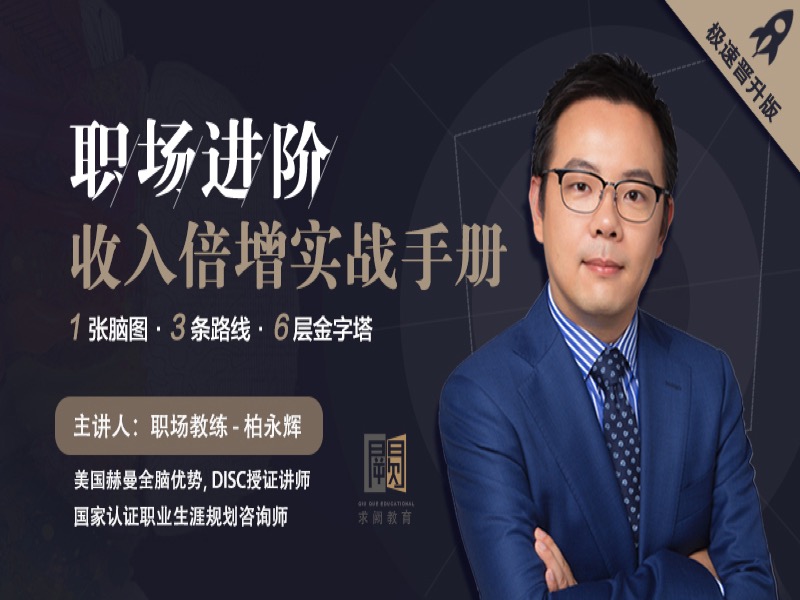 极速晋升版
职场进阶
收入倍增实战手册
1张脑图·3条路线·6层金字塔
主讲人：职场教练-柏永辉
美国赫曼全脑优势, DISC授证讲师
国家认证职业生涯规划咨询师
QIU QUE EDUCATIONAL
求阙教育